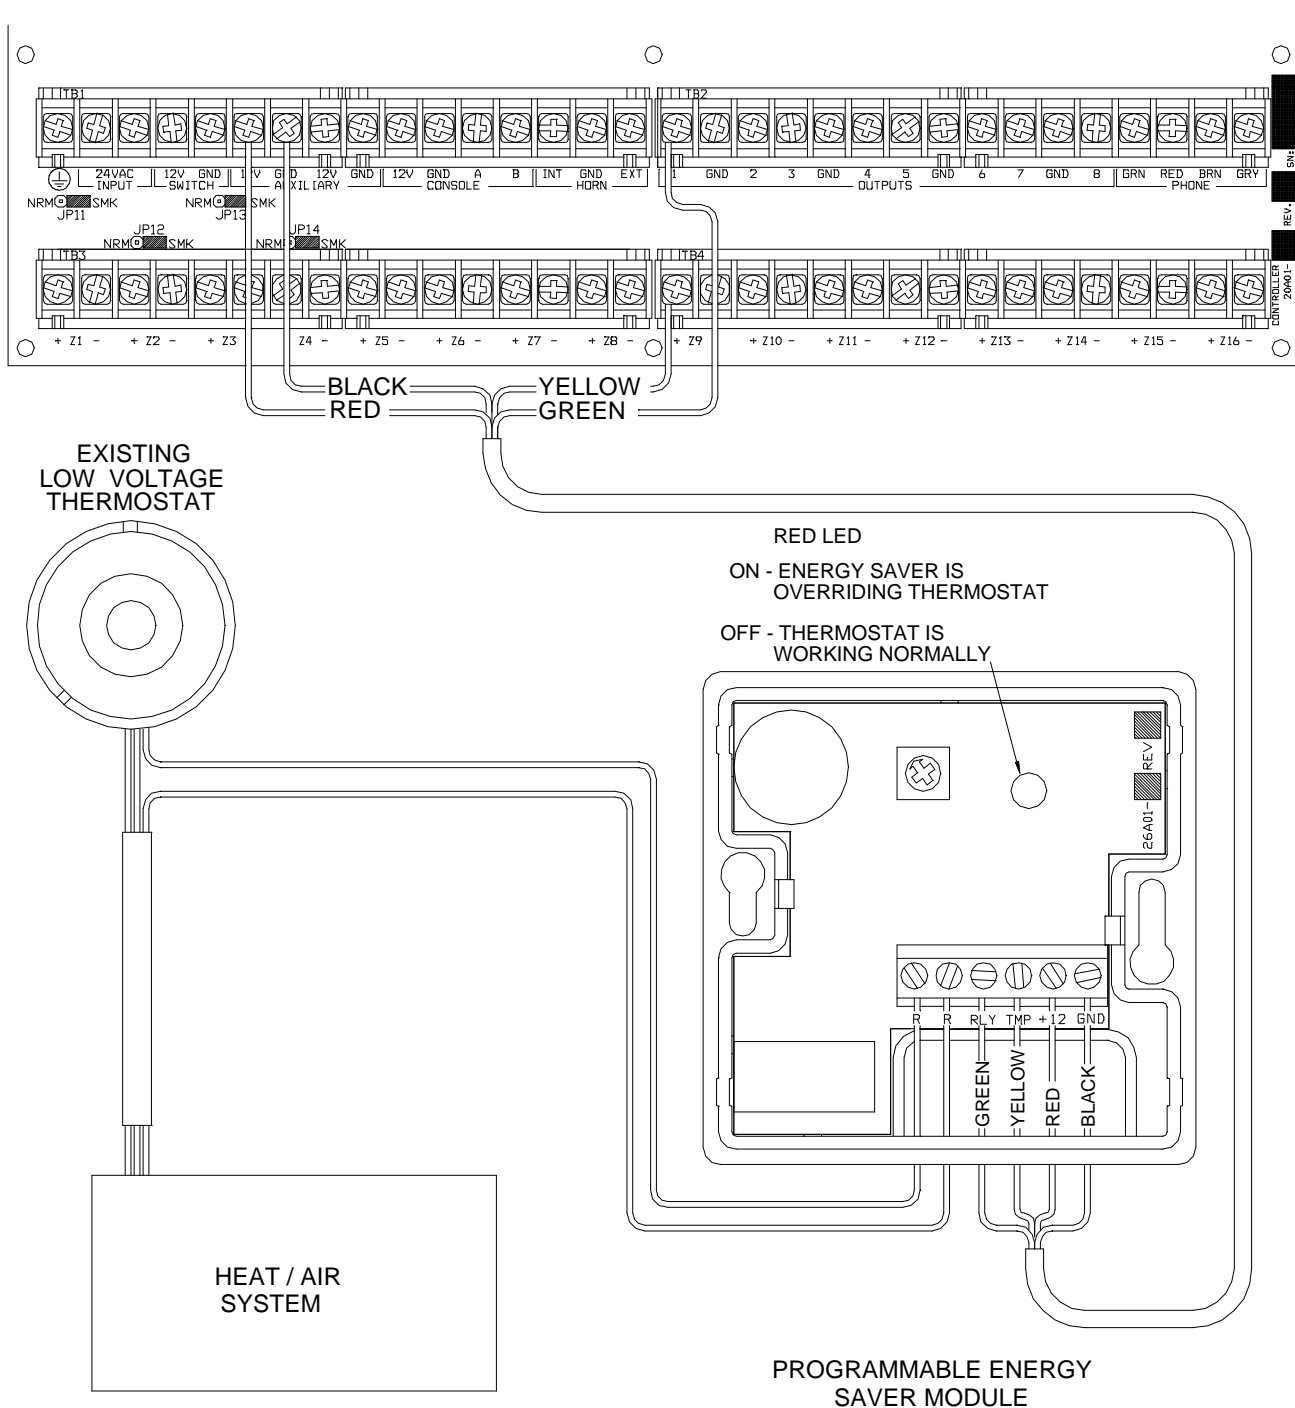 TB1
TB2
24VAC 12V GND 12V GND 12V GND 12V GND A B INT GND EXT 1 GND 2 3 GND 4 5 GND 6 7 GND 8 GRN RED BRN GRY
INPUT SWITCH AUXILIARY CONSOLE HORN OUTPUTS PHONE
SN:
REV.
NRM SMK
JP11
NRM SMK
JP13
JP12
NRM SMK
JP14
NRM SMK
TB3
TB4
CONTROLLER
20A01-
+ Z1 - + Z2 - + Z3 Z4 - + Z5 - + Z6 - + Z7 - + Z8 - + Z9 + Z10 - + Z11 - + Z12 - + Z13 - + Z14 - + Z15 - + Z16 -
BLACK
RED
YELLOW
GREEN
EXISTING
LOW VOLTAGE
THERMOSTAT
RED LED
ON - ENERGY SAVER IS
OVERRIDING THERMOSTAT
OFF - THERMOSTAT IS
WORKING NORMALLY
REV
26A01-
R R RLY TMP +12 GND
GREEN
YELLOW
RED
BLACK
HEAT / AIR
SYSTEM
PROGRAMMABLE ENERGY
SAVER MODULE